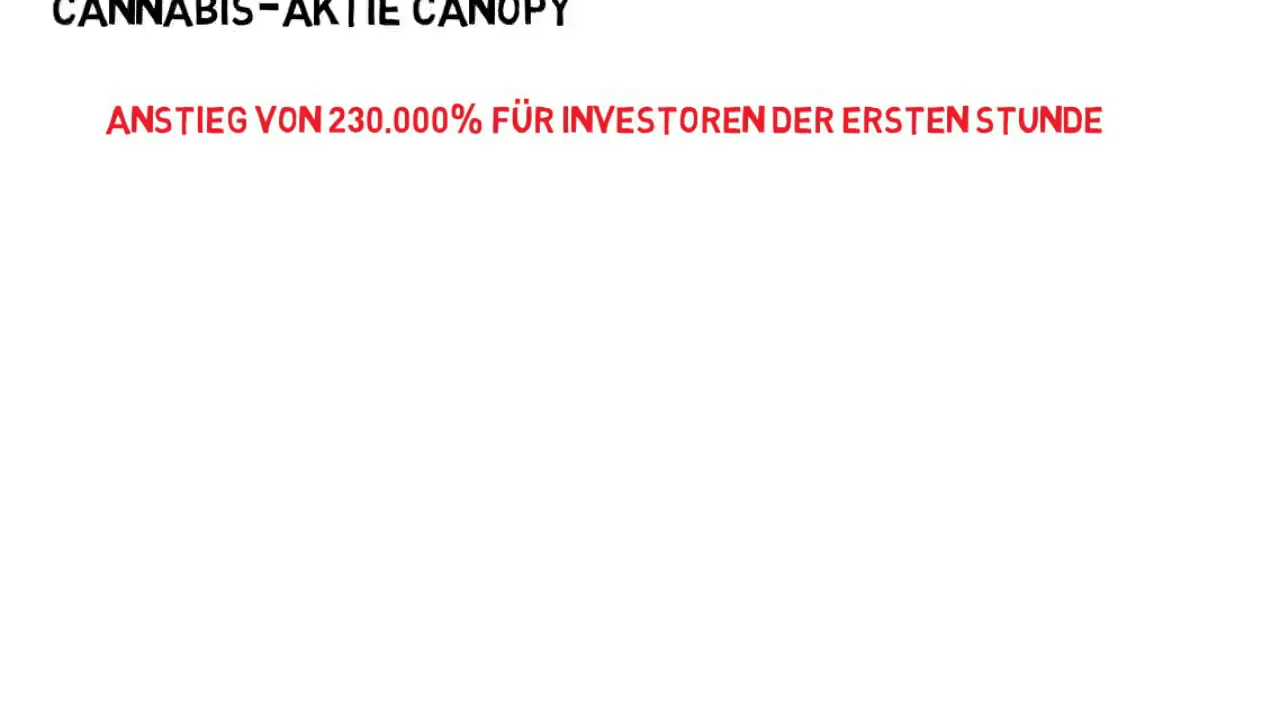 CANNABIS-AKTIE CANOPY
ANSTIEG VON 230.000% FÜR INVESTOREN DER ERSTEN STUNDE